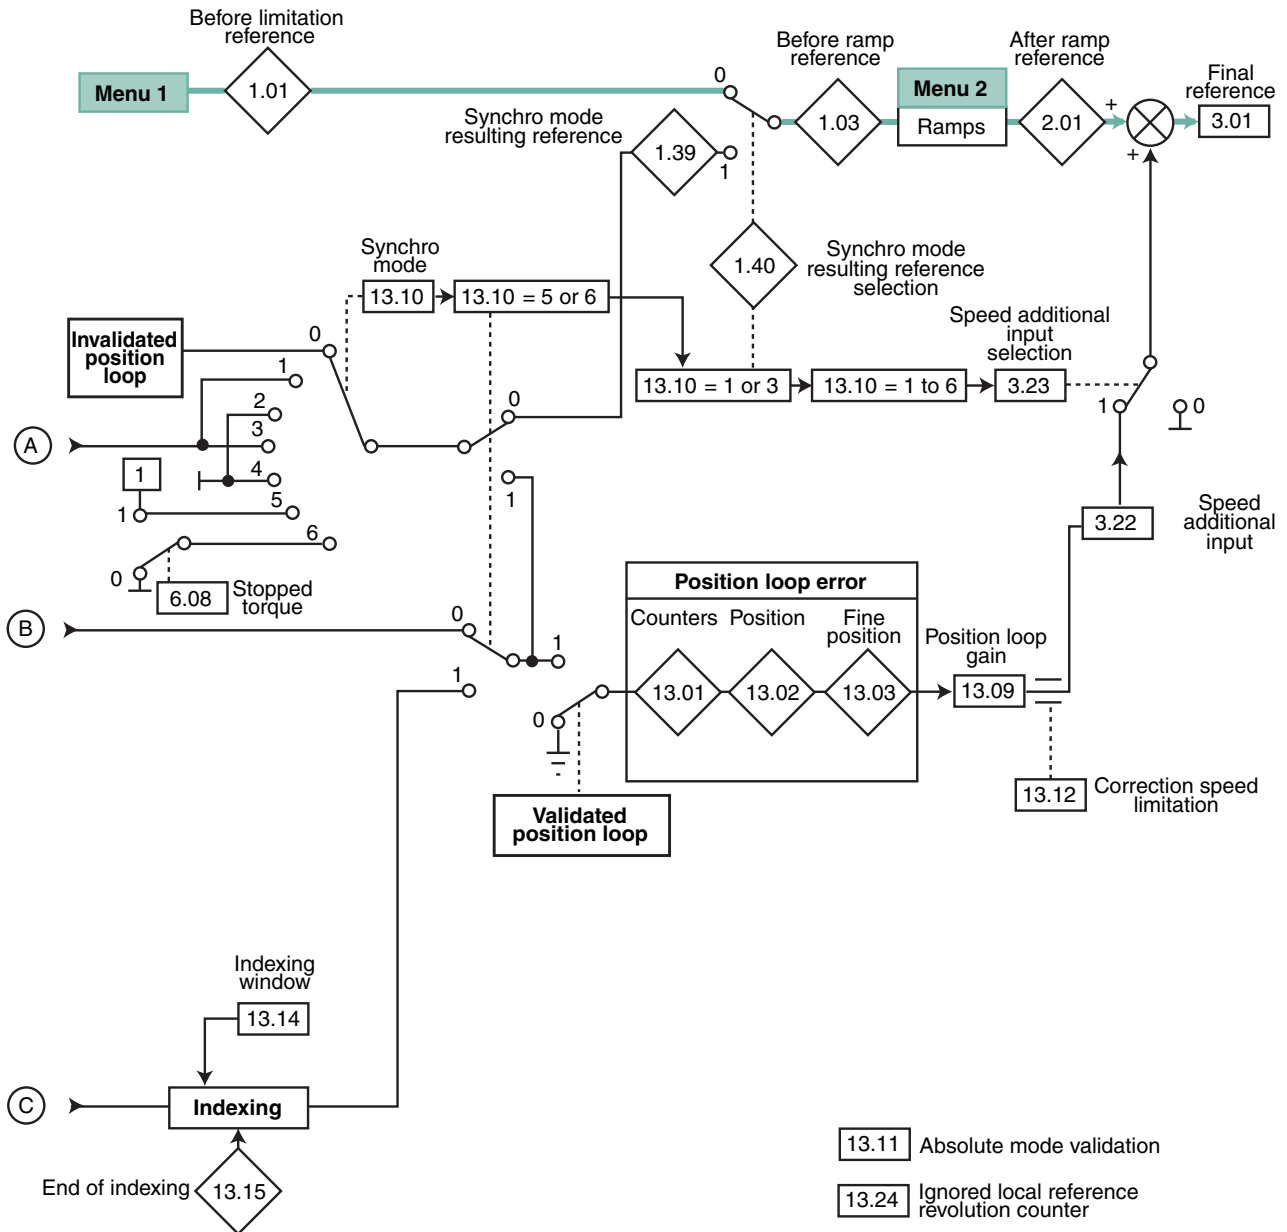 Before limitation
reference
Menu 1
1.01
0
Before ramp
reference
1.03
Menu 2
Ramps
After ramp
reference
2.01
+
+
Final
reference
3.01
Synchro mode
resulting reference
1.39
1
1.40
Synchro mode
resulting reference
selection
Synchro
mode
13.10
13.10 = 5 or 6
Speed additional
input
selection
13.10 = 1 or 3
13.10 = 1 to 6
3.23
1
0
Invalidated
position
loop
0
1
2
3
4
5
6
A
1
1
0
6.08
Stopped
torque
0
1
3.22
Speed
additional
input
B
0
1
1
0
Position loop error
Counters
Position
Fine
position
13.01
13.02
13.03
Position loop
gain
13.09
13.12
Correction speed
limitation
Validated
position loop
Indexing
window
13.14
C
Indexing
End of indexing
13.15
13.11
Absolute mode validation
13.24
Ignored local reference
revolution counter